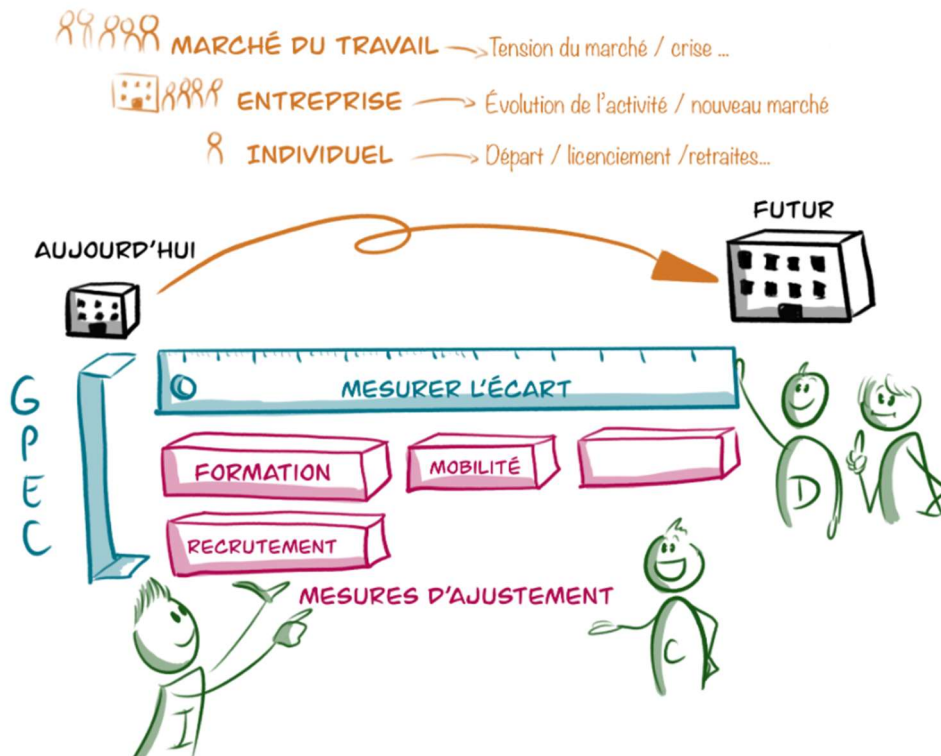 MARCHÉ DU TRAVAIL Tension du marché / crise ...
ENTREPRISE Évolution de l'activité / nouveau marché
INDIVIDUEL Départ / licenciement /retraites...
AUJOURD'HUI
FUTUR
GPEC
MESURER L'ÉCART
FORMATION
MOBILITÉ
RECRUTEMENT
MESURES D'AJUSTEMENT
D
I
C